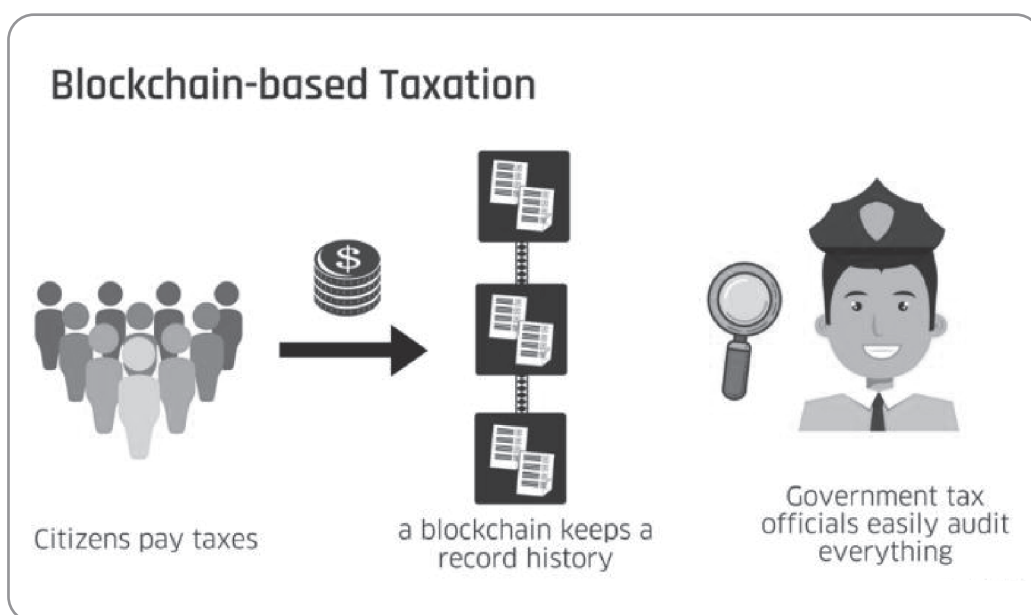 Blockchain-based Taxation
$
Citizens pay taxes
a blockchain keeps a
record history
Government tax
officials easily audit
everything